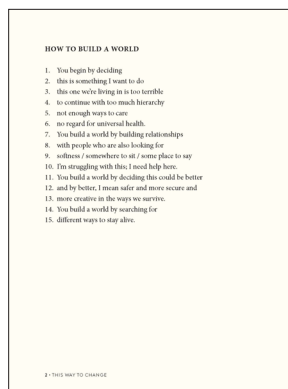 HOW TO BUILD A WORLD
1. You begin by deciding
2. this is something I want to do
3. this one we're living in is too terrible
4. to continue with too much hierarchy
5. not enough ways to care
6. no regard for universal health.
7. You build a world by building relationships
8. with people who are also looking for
9. softness / somewhere to sit / some place to say
10. I'm struggling with this; I need help here.
11. You build a world by deciding this could be better
12. and by better, I mean safer and more secure and
13. more creative in the ways we survive.
14. You build a world by searching for
15. different ways to stay alive.
2 • THIS WAY TO CHANGE